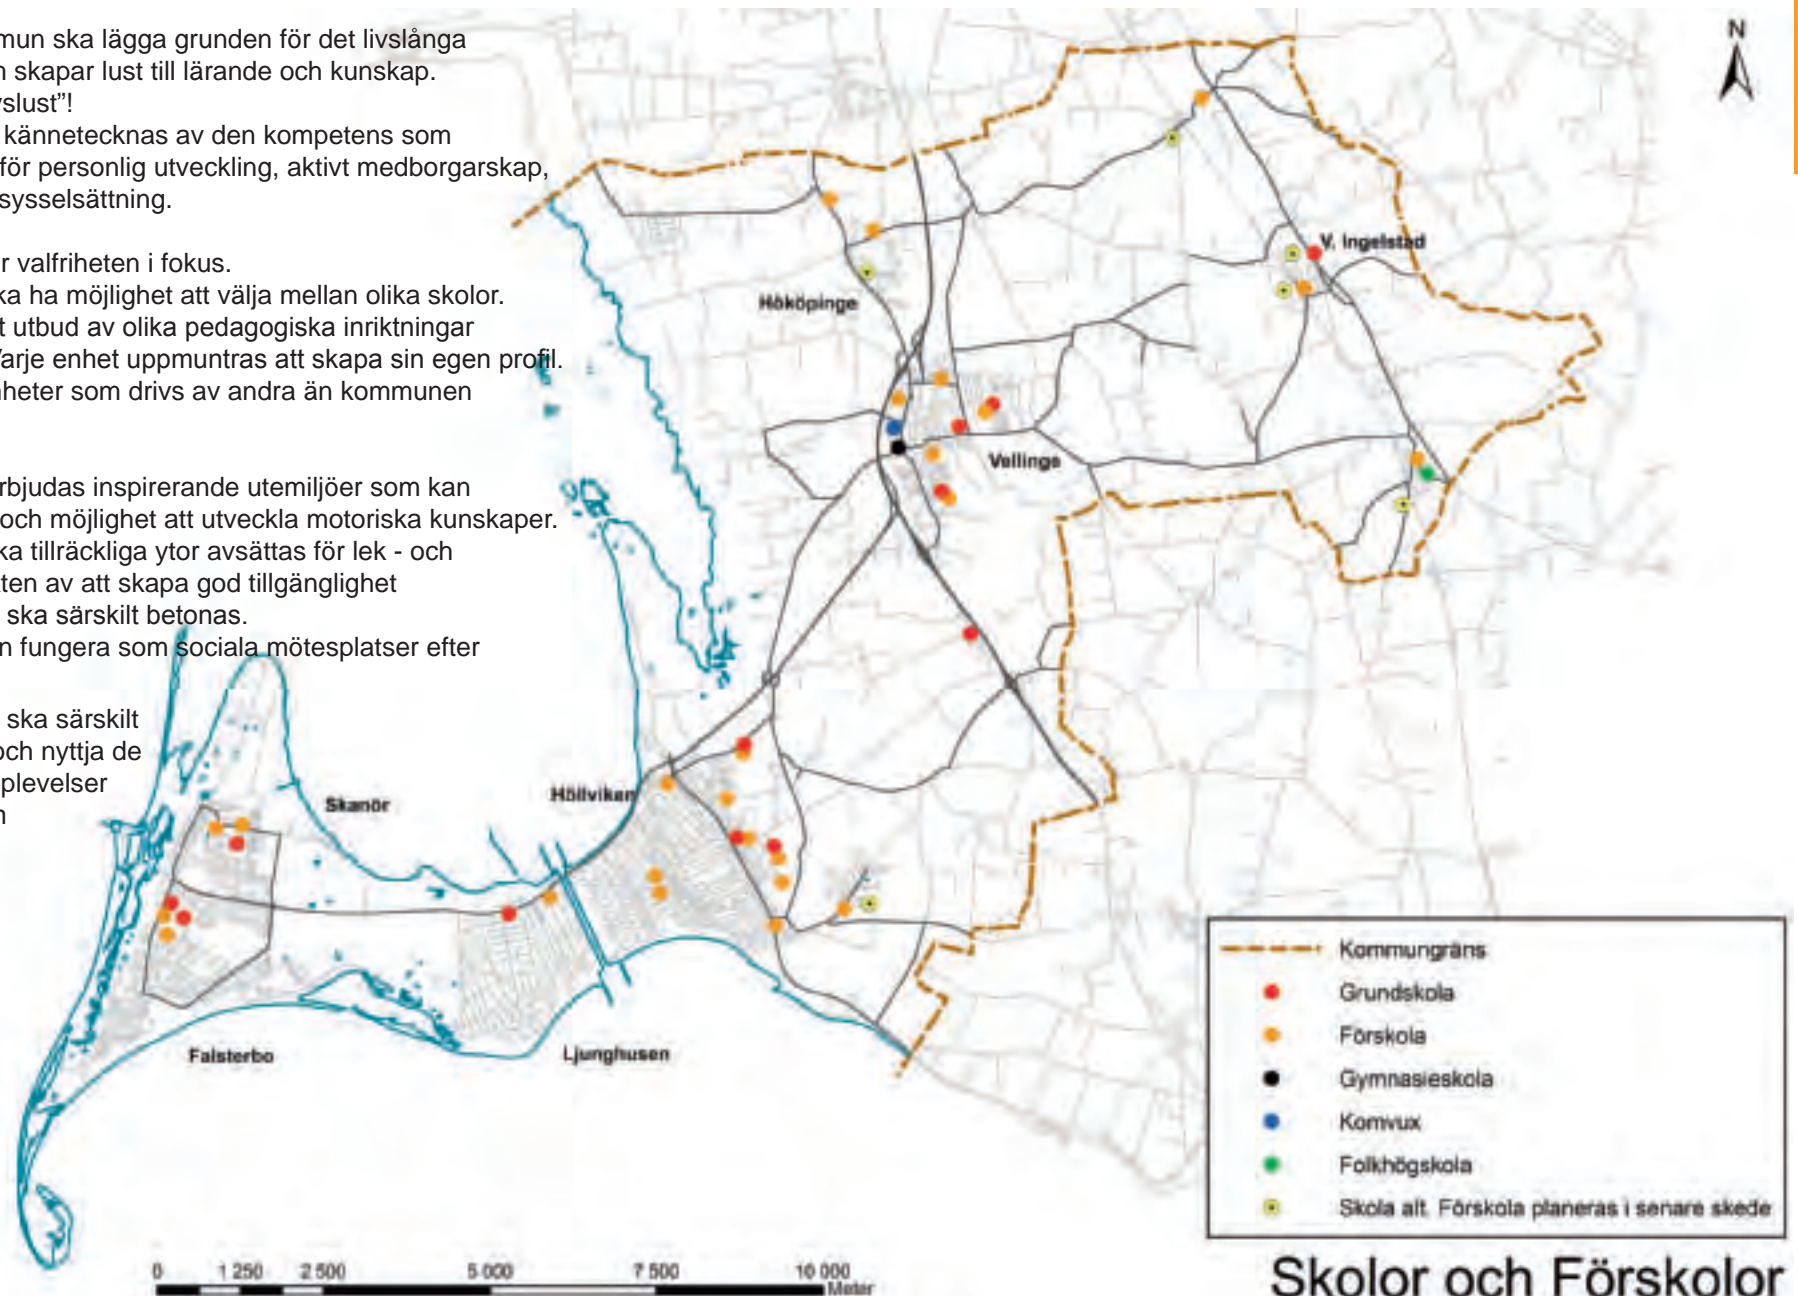 mun ska lägga grunden för det livslånga
skapar lust till lärande och kunskap.
vslust”!
kännetecknas av den kompetens som
för personlig utveckling, aktivt medborgarskap,
sysselsättning.
r valfriheten i fokus.
ka ha möjlighet att välja mellan olika skolor.
t utbud av olika pedagogiska inriktningar
Varje enhet uppmuntras att skapa sin egen profil.
nheter som drivs av andra än kommunen
rbjudas inspirerande utemiljöer som kan
och möjlighet att utveckla motoriska kunskaper.
ka tillräckliga ytor avsättas för lek - och
kten av att skapa god tillgänglighet
ska särskilt betonas.
n fungera som sociala mötesplatser efter
ska särskilt
och nyttja de
pplevelser
N
V. Ingelstad
Hököpinge
Vellinge
Höllviken
Skanör
Falsterbo
Ljunghusen
Kommungräns
Grundskola
Förskola
Gymnasieskola
Komvux
Folkhögskola
Skola alt. Förskola planeras i senare skede
0 1 250 2 500 5 000 7 500 10 000
Meter
Skolor och Förskolor